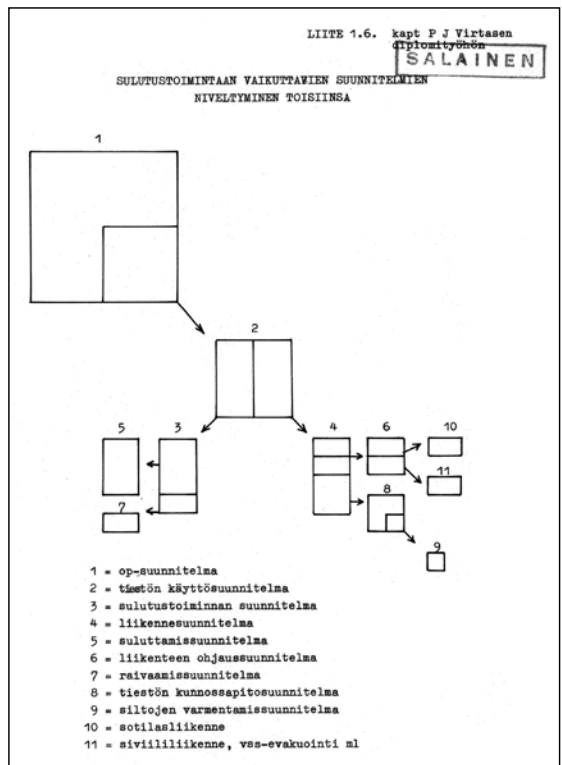 LIITE 1.6. kapt P J Virtasen
diplomityöhön
SALAINEN
SULUTUSTOIMINTAAN VAIKUTTAVIEN SUUNNITELMIEN
NIVELTYMINEN TOISIINSA
1
2
5
3
4
6
10
11
7
8
9
1 = op-suunnitelma
2 = tiestön käyttösuunnitelma
3 = sulutustoiminnan suunnitelma
4 = liikennesuunnitelma
5 = suluttamissuunnitelma
6 = liikenteen ohjaussuunnitelma
7 = raivaamissuunnitelma
8 = tiestön kunnossapitosuunnitelma
9 = siltojen varmentamissuunnitelma
10 = sotilasliikenne
11 = siviililiikenne, vss-evakuointi ml